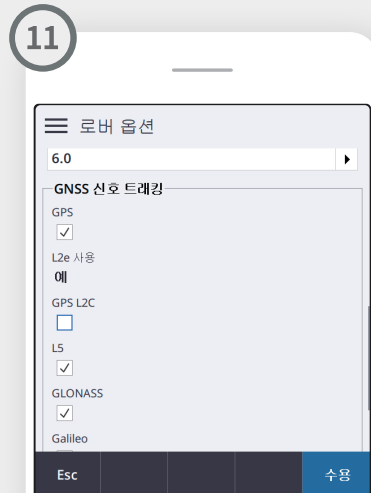 11
로버 옵션
6.0
GNSS 신호 트래킹
GPS
L2e 사용
예
GPS L2C
L5
GLONASS
Galileo
Esc
수용